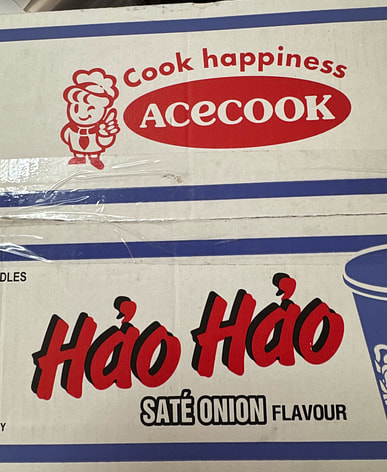 Cook happiness
ACECOOK
DLES
Hảo Hảo
SATÉ ONION FLAVOUR
Y